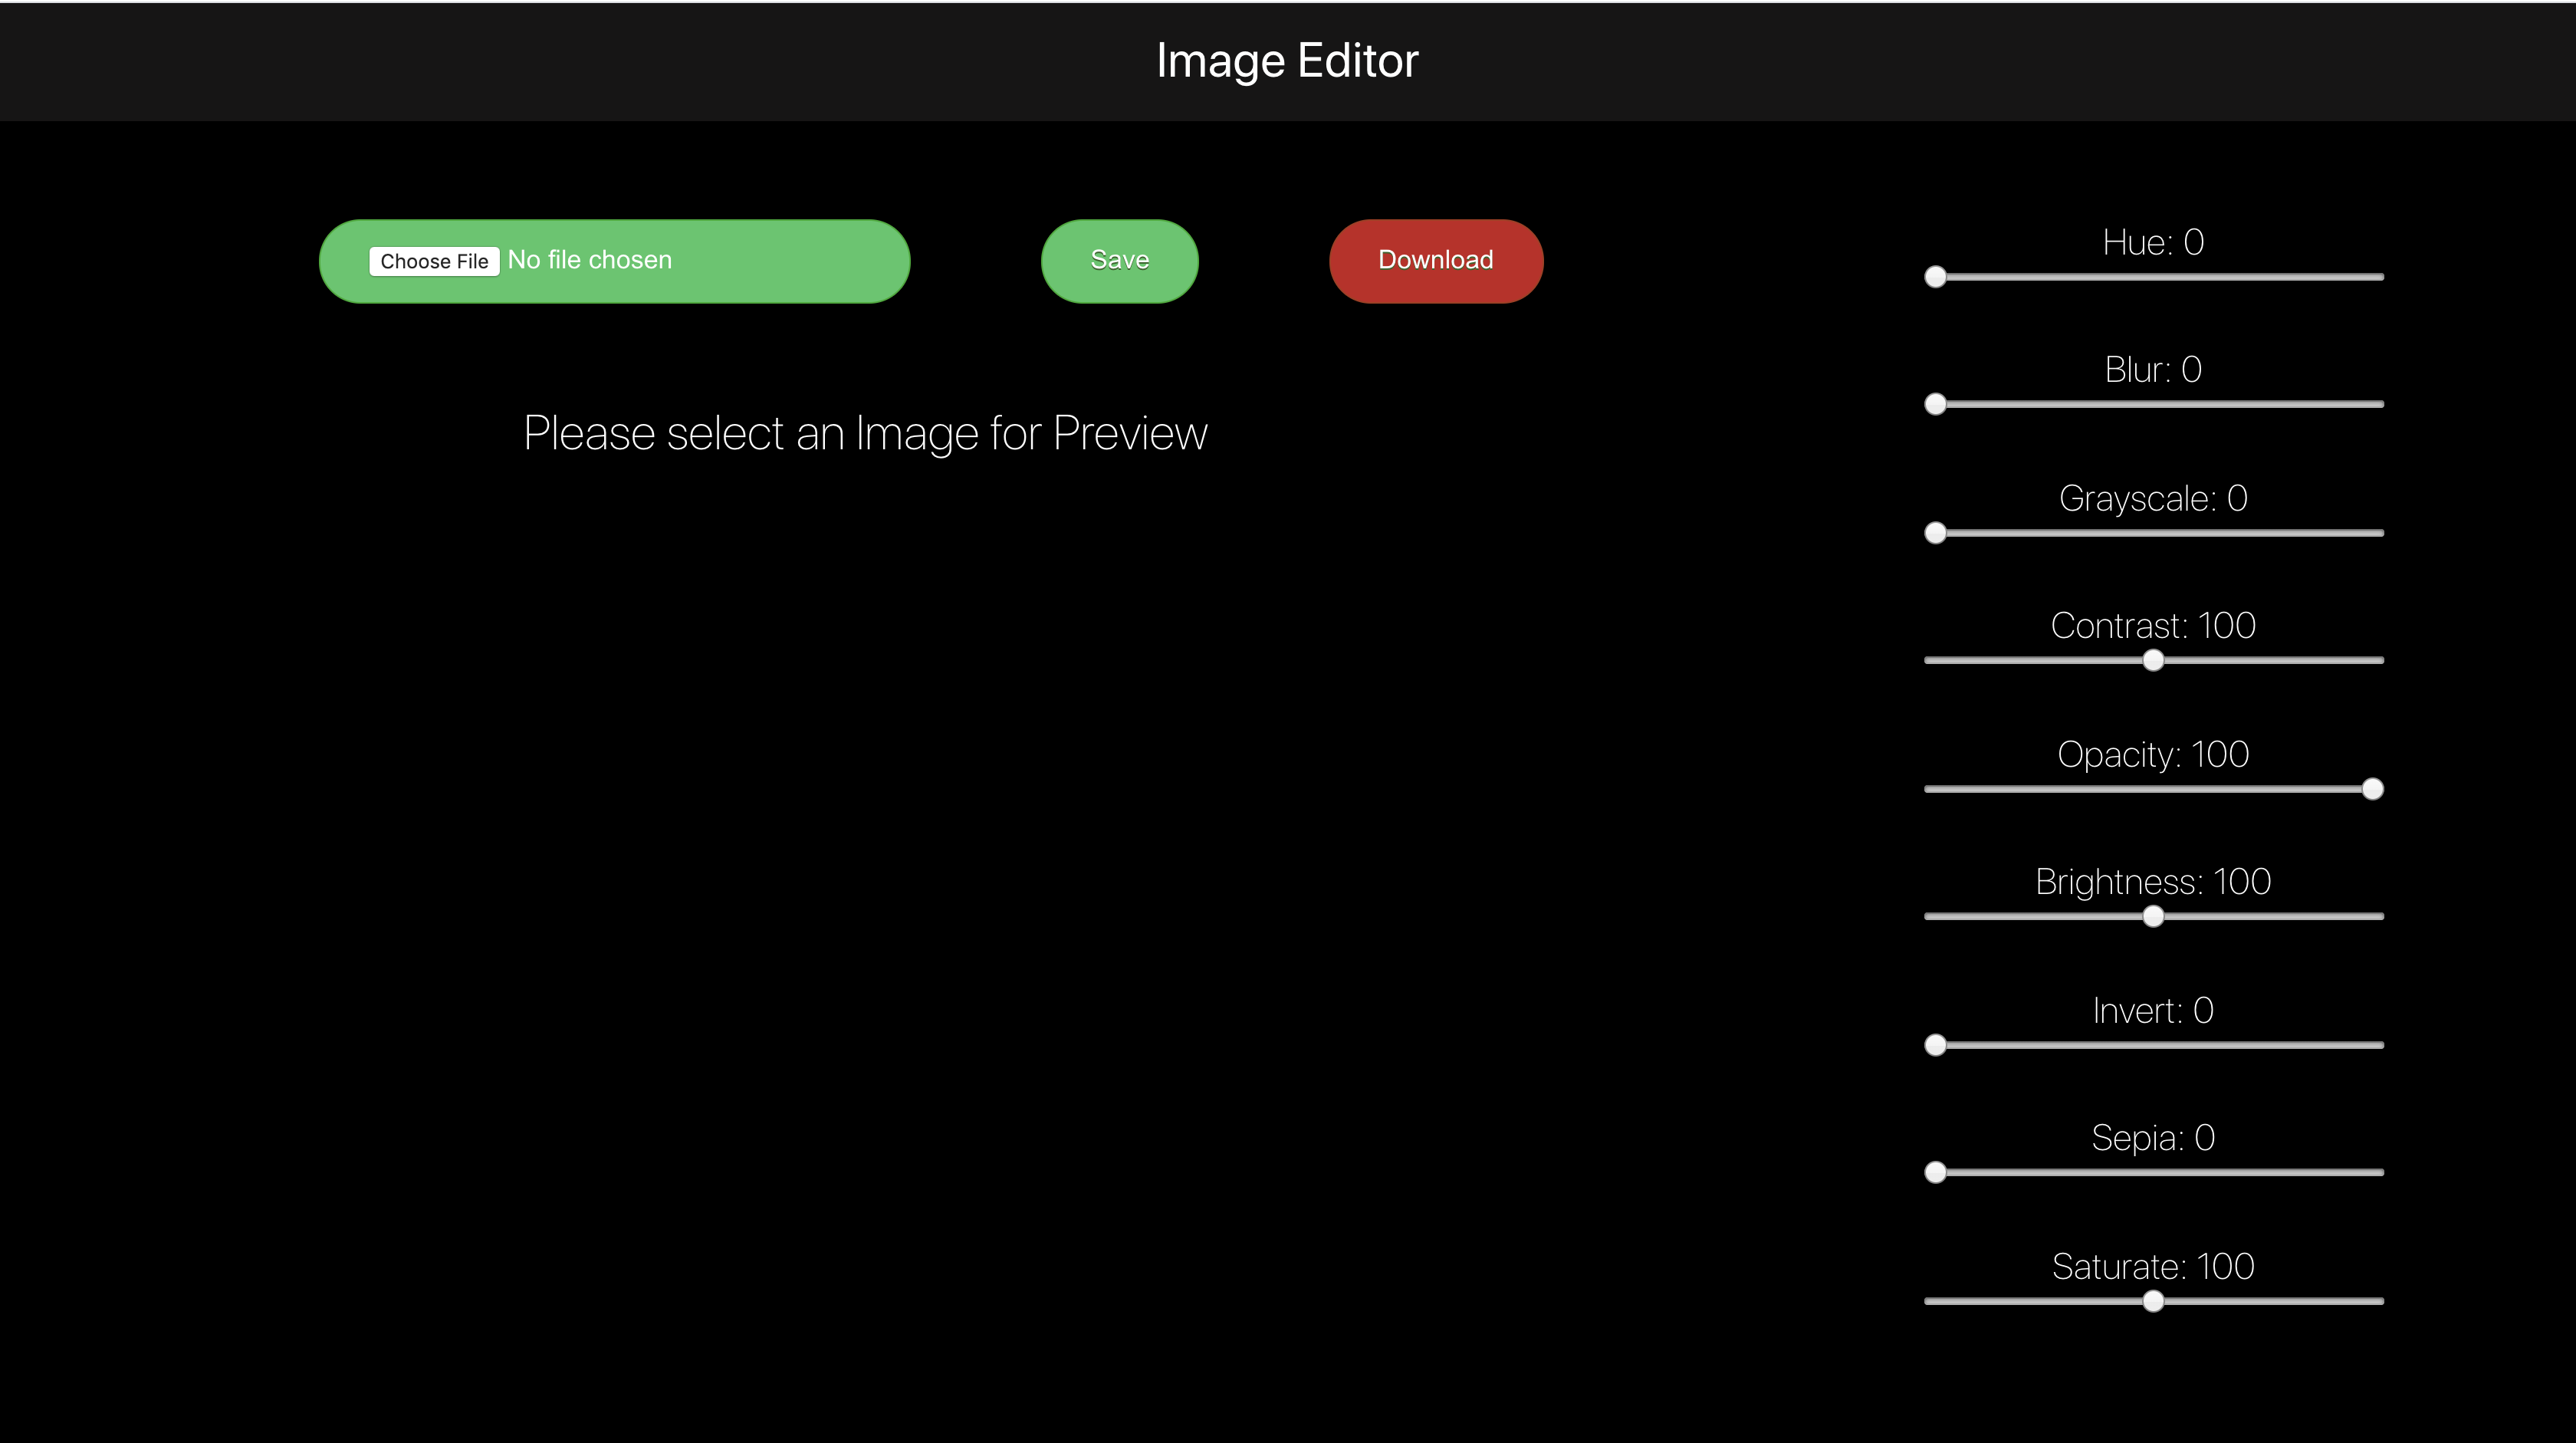 Image Editor
Choose File No file chosen
Save
Download
Please select an Image for Preview
Hue: 0
Blur: 0
Grayscale: 0
Contrast: 100
Opacity: 100
Brightness: 100
Invert: 0
Sepia: 0
Saturate: 100